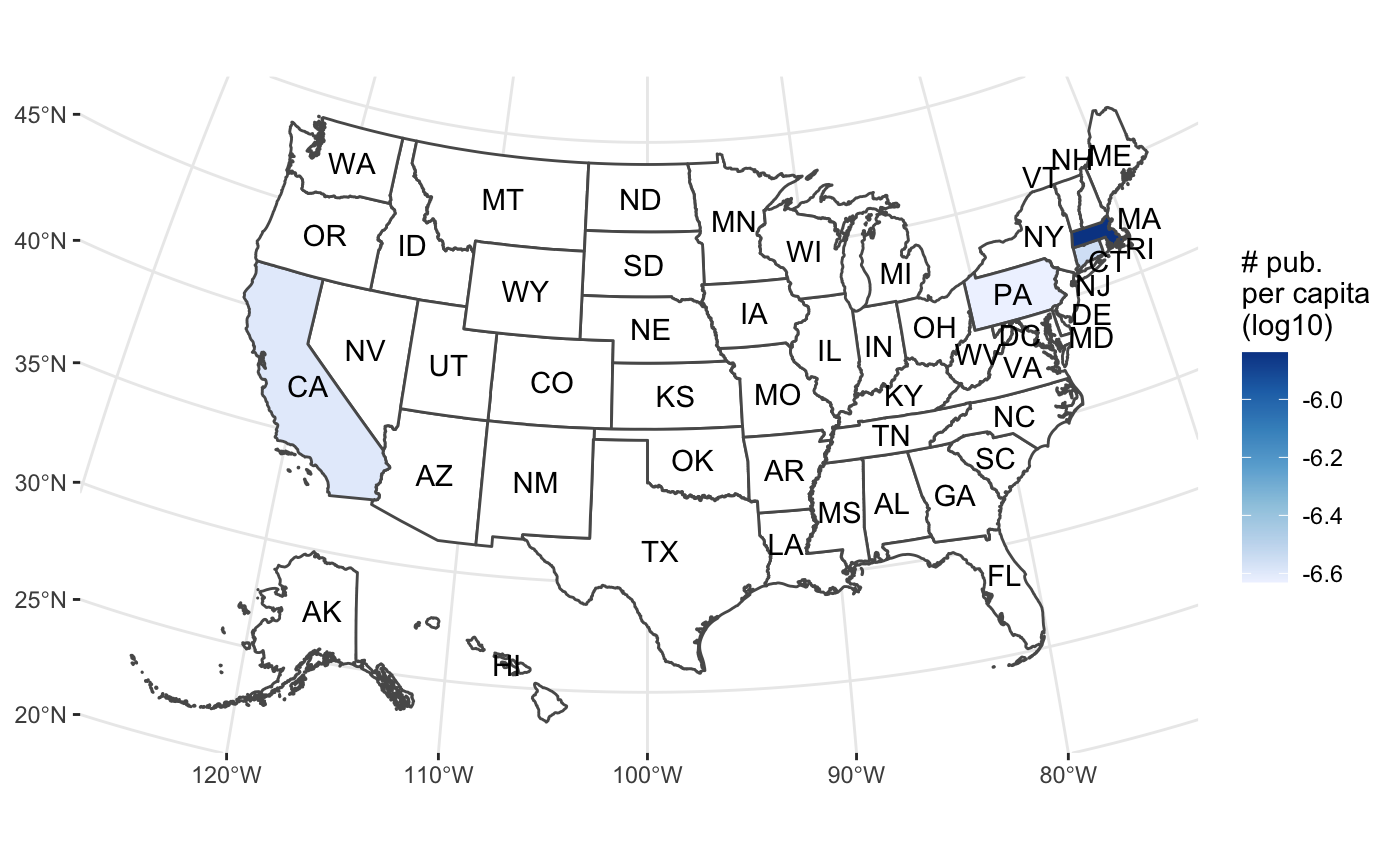 45°N
40°N
35°N
30°N
25°N
20°N
120°W
110°W
100°W
90°W
80°W
WA
OR
ID
MT
ND
MN
SD
WY
WI
MI
NY
VT
NH
ME
MA
RI
CT
NJ
PA
DE
MD
DC
CA
NV
UT
CO
NE
IA
IL
IN
OH
WV
VA
KS
MO
KY
NC
TN
AZ
NM
OK
AR
SC
MS
AL
GA
TX
LA
FL
AK
HI
# pub.
per capita
(log10)
-6.0
-6.2
-6.4
-6.6